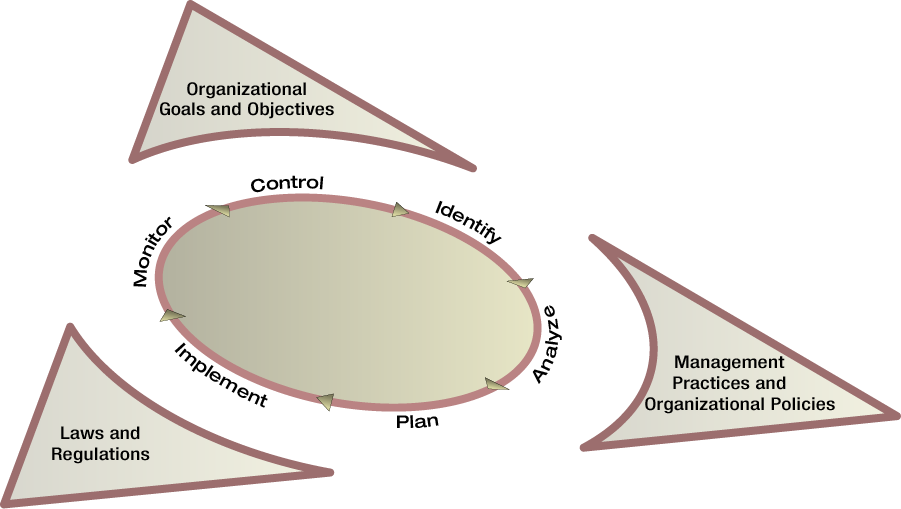 Organizational
Goals and Objectives
Control
Identify
Monitor
Analyze
Implement
Plan
Management
Practices and
Organizational Policies
Laws and
Regulations